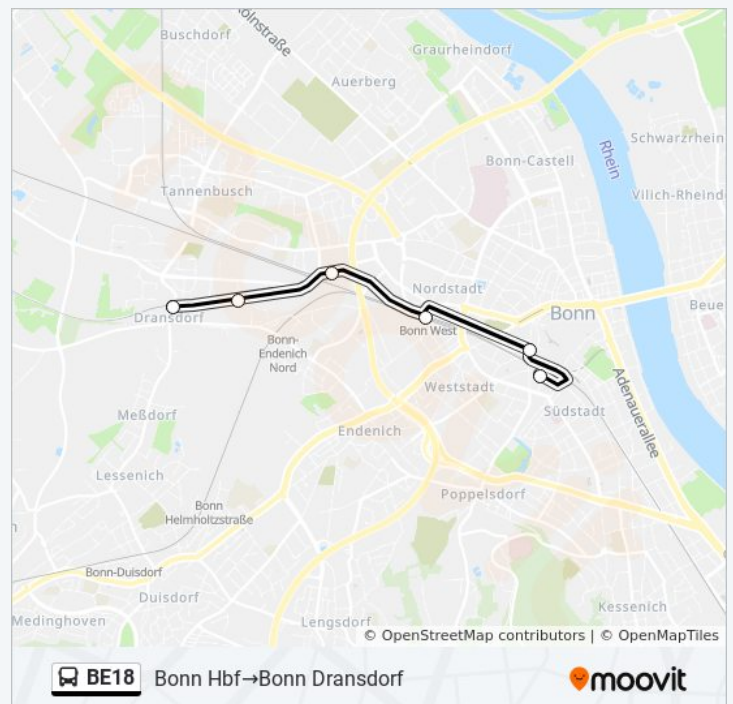 Buschdorf
ölnstraße
Graurheindorf
Auerberg
Schwarzrhein
Rhein
Bonn-Castell
Tannenbusch
Vilich-Rheind
Nordstadt
Dransdorf
Bonn
Beue
Bonn West
Bonn-
Endenich
Nord
Weststadt
Adenauerallee
Südstadt
Meßdorf
Endenich
Lessenich
Poppelsdorf
Bonn
Helmholtzstraße
Bonn-Duisdorf
Duisdorf
Kessenich
Medinghoven
Lengsdorf
© OpenStreetMap contributors | © OpenMapTiles
BE18 Bonn Hbf→Bonn Dransdorf
moovit